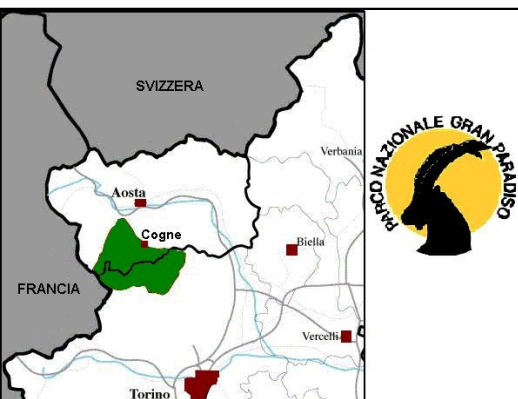 SVIZZERA
Verbania
Aosta
Cogne
Biella
FRANCIA
Vercelli
Torino
PARCO NAZIONALE GRAN PARADISO